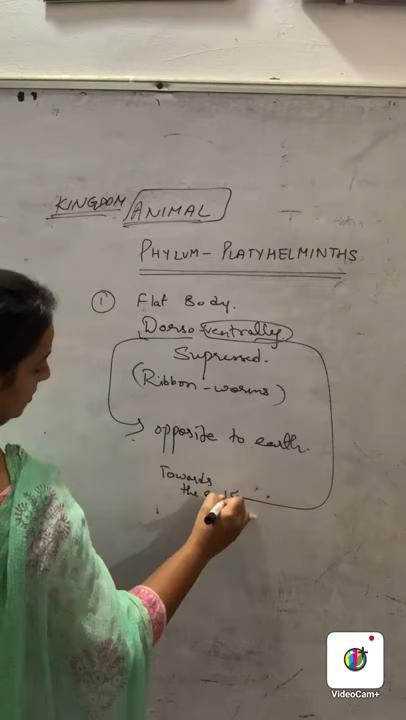 KINGDOM ANIMAL
PHYLUM - PLATYHELMINTHS
① Flat Body.
Dorso ventrally
Supressed.
(Ribbon - worms)
opposite to earth.
Towards
the
VideoCam+